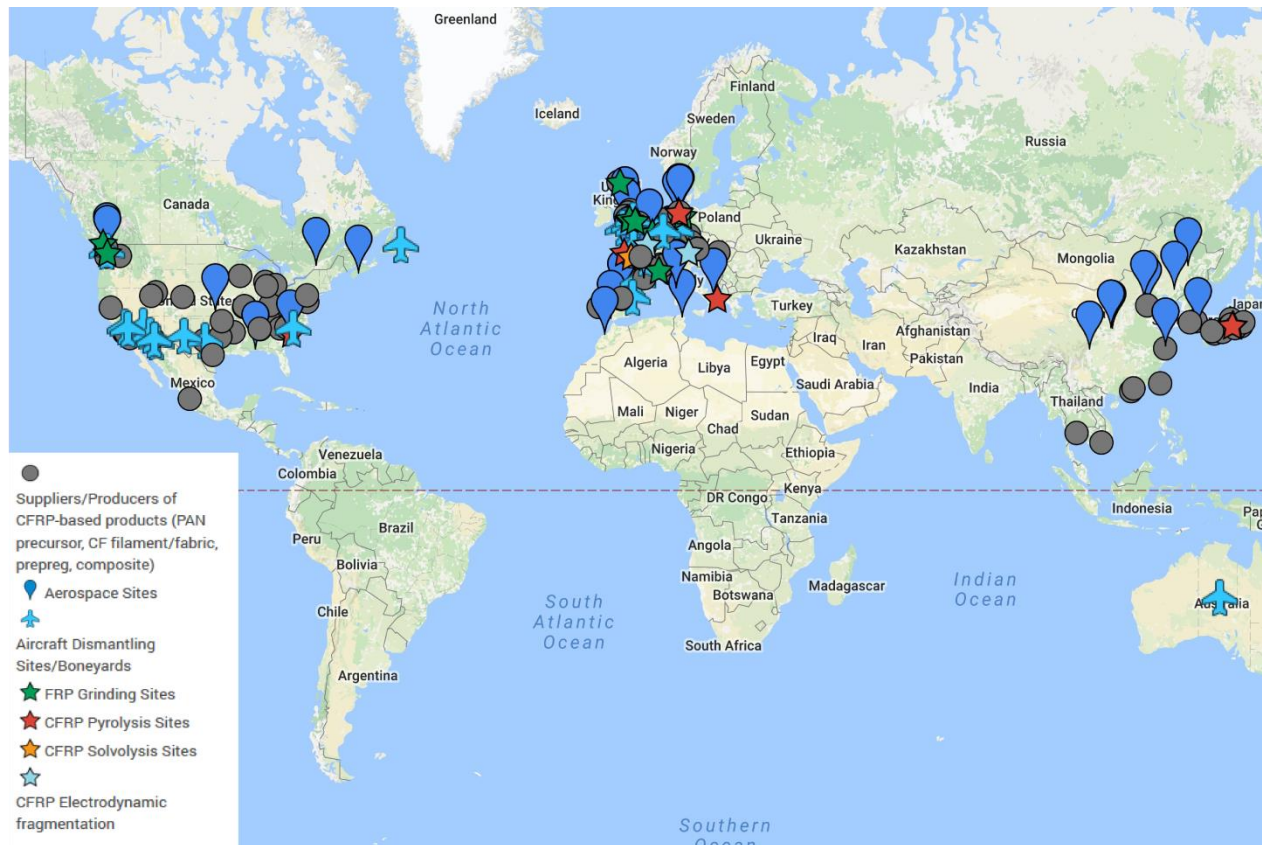 Greenland
Iceland
Finland
Sweden
Norway
Russia
Canada
Poland
Ukraine
Kazakhstan
Mongolia
North
Atlantic
Ocean
Turkey
Afghanistan
Pakistan
Iraq
Iran
Algeria
Libya
Egypt
Saudi Arabia
India
Thailand
Mexico
Mali
Niger
Sudan
Chad
Nigeria
Ethiopia
Venezuela
Colombia
DR Congo
Kenya
Tanzania
Indonesia
Brazil
Peru
Angola
Bolivia
Namibia
Botswana
Madagascar
Indian
Ocean
Chile
South
Atlantic
Ocean
South Africa
Argentina
Southern
Suppliers/Producers of
CFRP-based products (PAN
precursor, CF filament/fabric,
prepreg, composite)
Aerospace Sites
Aircraft Dismantling
Sites/Boneyards
FRP Grinding Sites
CFRP Pyrolysis Sites
CFRP Solvolysis Sites
CFRP Electrodynamic
fragmentation